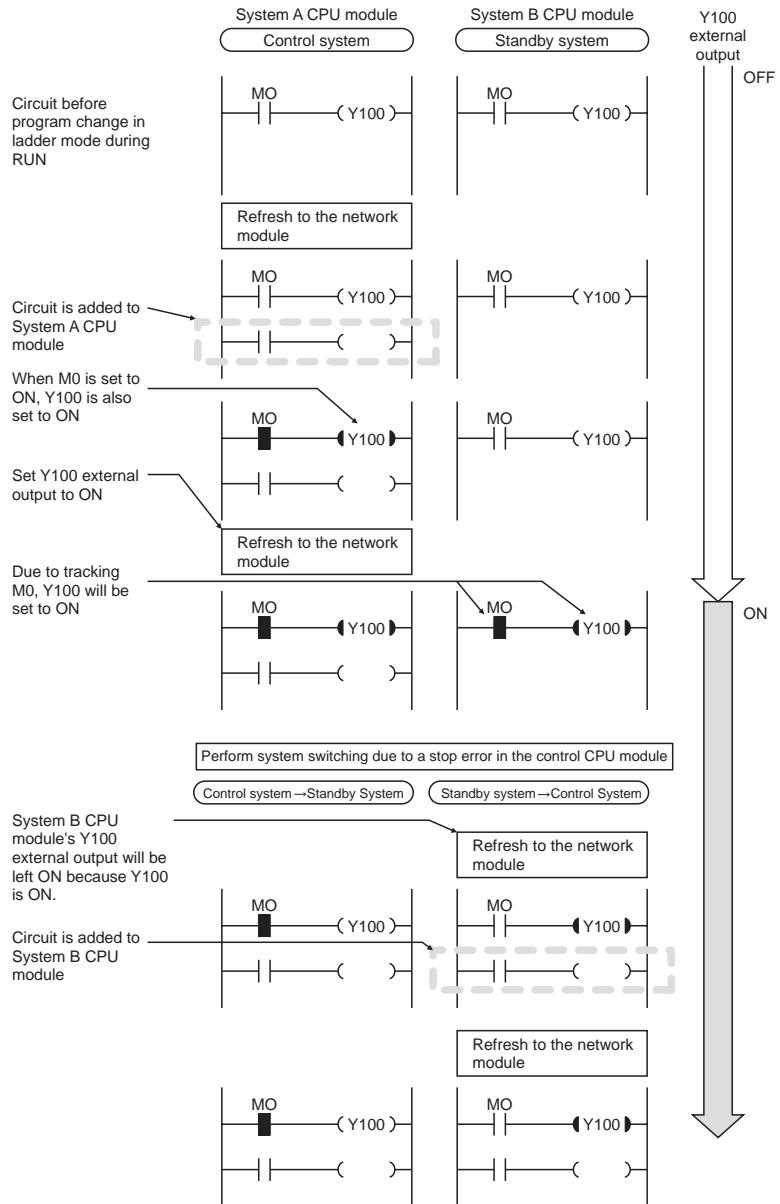 System A CPU module
System B CPU module
Y100
external
output
Control system
Standby system
OFF
Circuit before
program change in
ladder mode during
RUN
MO
Y100
MO
Y100
Refresh to the network
module
MO
Y100
MO
Y100
Circuit is added to
System A CPU
module
When M0 is set to
ON, Y100 is also
set to ON
MO
Y100
MO
Y100
Set Y100 external
output to ON
Refresh to the network
module
Due to tracking
M0, Y100 will be
set to ON
MO
Y100
MO
Y100
ON
Perform system switching due to a stop error in the control CPU module
Control system→Standby System
Standby system→Control System
System B CPU
module's Y100
external output will be
left ON because Y100
is ON.
Refresh to the network
module
MO
Y100
MO
Y100
Circuit is added to
System B CPU
module
Refresh to the network
module
MO
Y100
MO
Y100